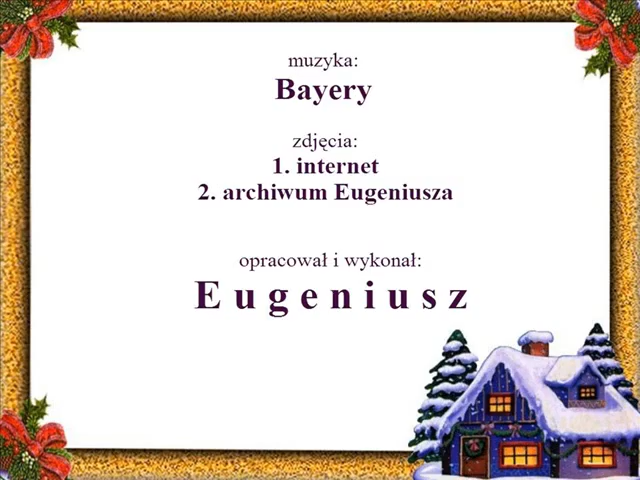 muzyka:
Bayery
zdjęcia:
1. internet
2. archiwum Eugeniusza
opracował i wykonał:
E u g e n i u s z